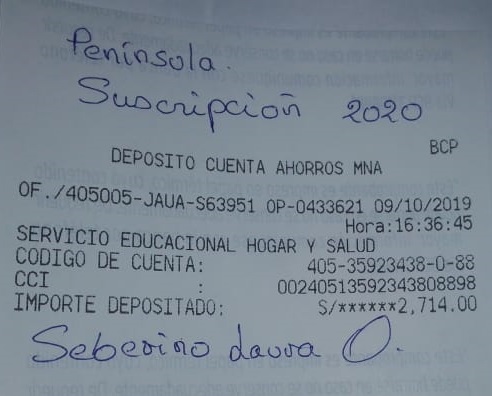 Península.
Suscripción 2020
BCP
DEPOSITO CUENTA AHORROS MNA
OF./405005-JAUA-S63951 OP-0433621 09/10/2019
Hora:16:36:45
SERVICIO EDUCACIONAL HOGAR Y SALUD
CODIGO DE CUENTA: 405-35923438-0-88
CCI : 00240513592343808898
IMPORTE DEPOSITADO: S/******2,714.00
Seberino Laura O.